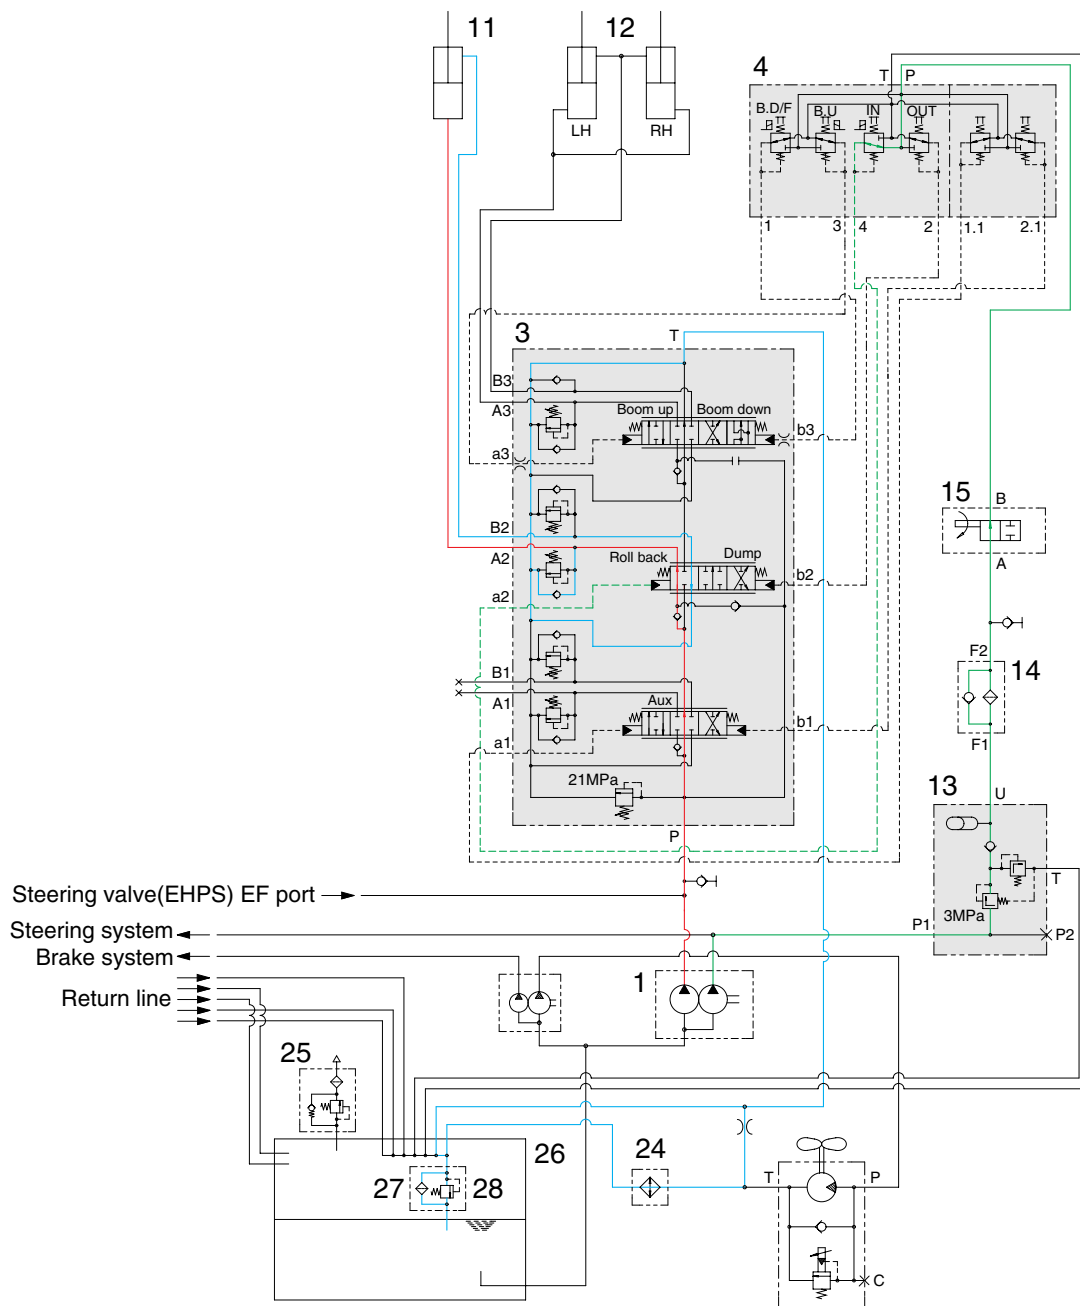 11
12
LH
RH
4
T P
B.D/F
B.U
IN
OUT
1
3
4
2
1.1
2.1
3
T
B3
A3
Boom up
Boom down
a3
b3
B2
A2
Roll back
Dump
a2
b2
B1
A1
Aux
a1
b1
21MPa
P
15
B
A
F2
14
F1
13
U
T
3MPa
P1
P2
Steering valve(EHPS) EF port
Steering system
Brake system
Return line
1
25
26
27
28
24
T
P
C